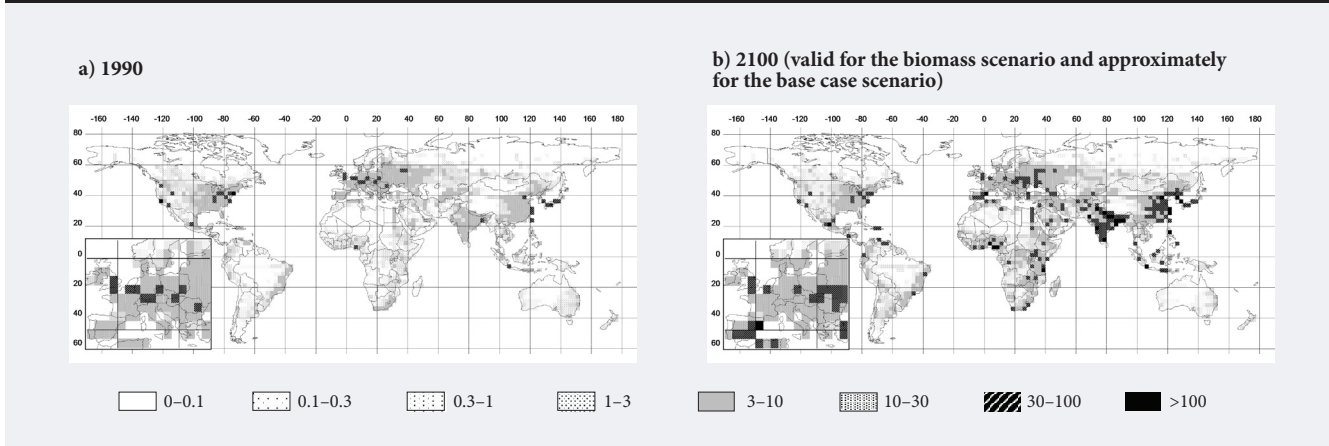 a) 1990
-160 -140 -120 -100 -80 -60 -40 -20 0 20 40 60 80 100 120 140 160 180
80
60
40
20
0
20
40
60
b) 2100 (valid for the biomass scenario and approximately
for the base case scenario)
-160 -140 -120 -100 -80 -60 -40 -20 0 20 40 60 80 100 120 140 160 180
80
60
40
20
0
20
40
60
0–0.1 0.1–0.3 0.3–1 1–3 3–10 10–30 30–100 >100